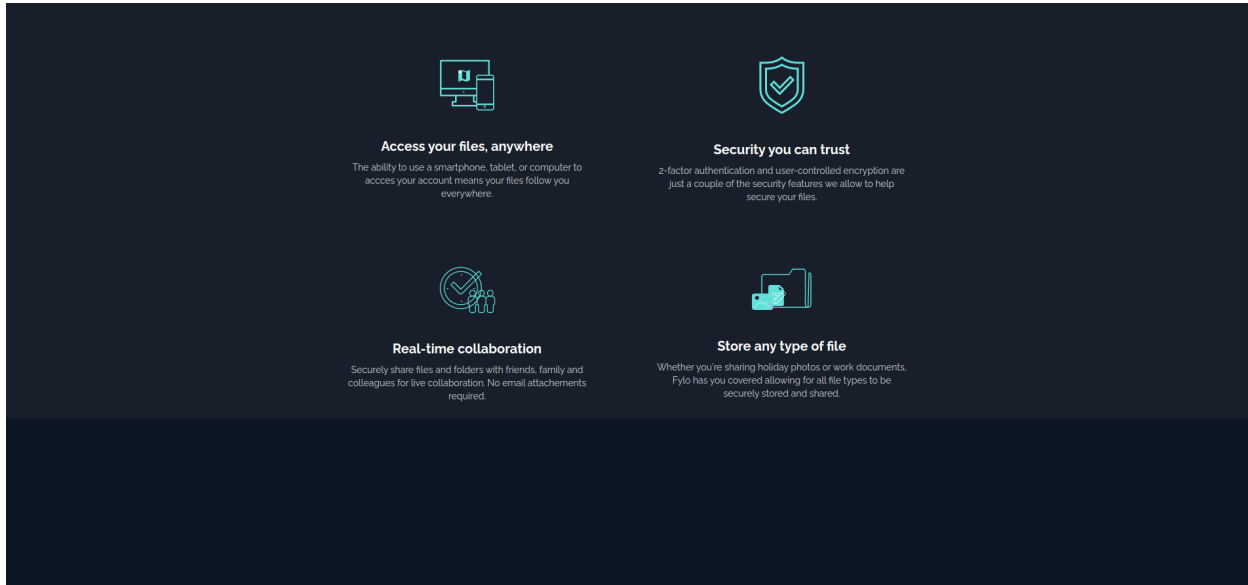 Access your files, anywhere
The ability to use a smartphone, tablet, or computer to
accces your account means your files follow you
everywhere.
Security you can trust
2-factor authentication and user-controlled encryption are
just a couple of the security features we allow to help
secure your files.
Real-time collaboration
Securely share files and folders with friends, family and
colleagues for live collaboration. No email attachements
required.
Store any type of file
Whether you're sharing holiday photos or work documents,
Fylo has you covered allowing for all file types to be
securely stored and shared.